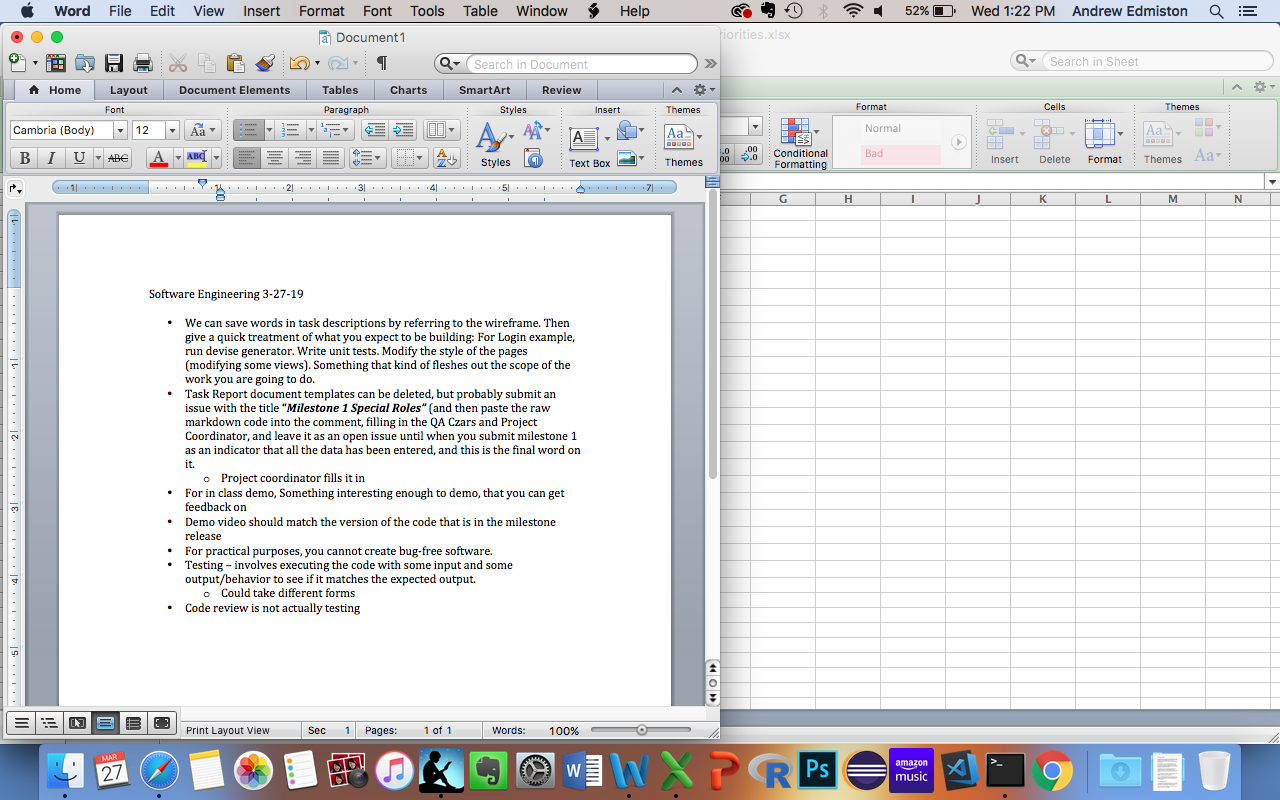 Word File Edit View Insert Format Font Tools Table Window Help 52% Wed 1:22 PM Andrew Edmiston
Document1
iorities.xlsx
Search in Document
Search in Sheet
Home Layout Document Elements Tables Charts SmartArt Review
Font Paragraph Styles Insert Themes
Format Cells Themes
Cambria (Body) 12 Aa
B I U ABC A ABC
Styles Text Box Themes
Conditional Formatting
Normal
Bad
Insert Delete Format Themes Aa
G H I J K L M N
Software Engineering 3-27-19
• We can save words in task descriptions by referring to the wireframe. Then
give a quick treatment of what you expect to be building: For Login example,
run devise generator. Write unit tests. Modify the style of the pages
(modifying some views). Something that kind of fleshes out the scope of the
work you are going to do.
• Task Report document templates can be deleted, but probably submit an
issue with the title "Milestone 1 Special Roles" (and then paste the raw
markdown code into the comment, filling in the QA Czars and Project
Coordinator, and leave it as an open issue until when you submit milestone 1
as an indicator that all the data has been entered, and this is the final word on
it.
o Project coordinator fills it in
• For in class demo, Something interesting enough to demo, that you can get
feedback on
• Demo video should match the version of the code that is in the milestone
release
• For practical purposes, you cannot create bug-free software.
• Testing – involves executing the code with some input and some
output/behavior to see if it matches the expected output.
o Could take different forms
• Code review is not actually testing
Print Layout View Sec 1 Pages: 1 of 1 Words: 100%
MAR
27
Ps
amazon
music